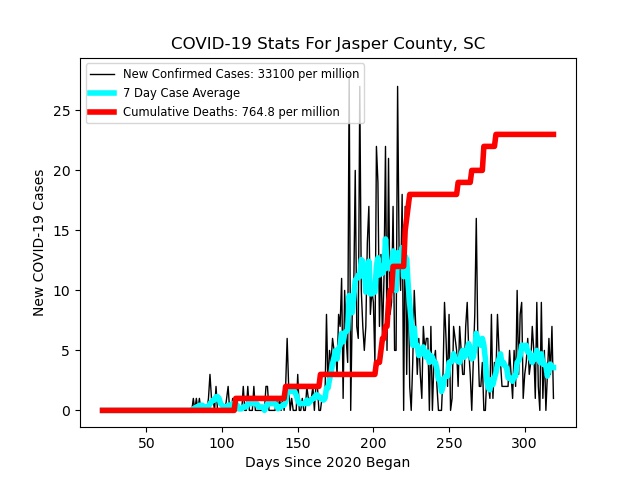 COVID-19 Stats For Jasper County, SC
New Confirmed Cases: 33100 per million
7 Day Case Average
Cumulative Deaths: 764.8 per million
New COVID-19 Cases
25
20
15
10
5
0
50 100 150 200 250 300
Days Since 2020 Began